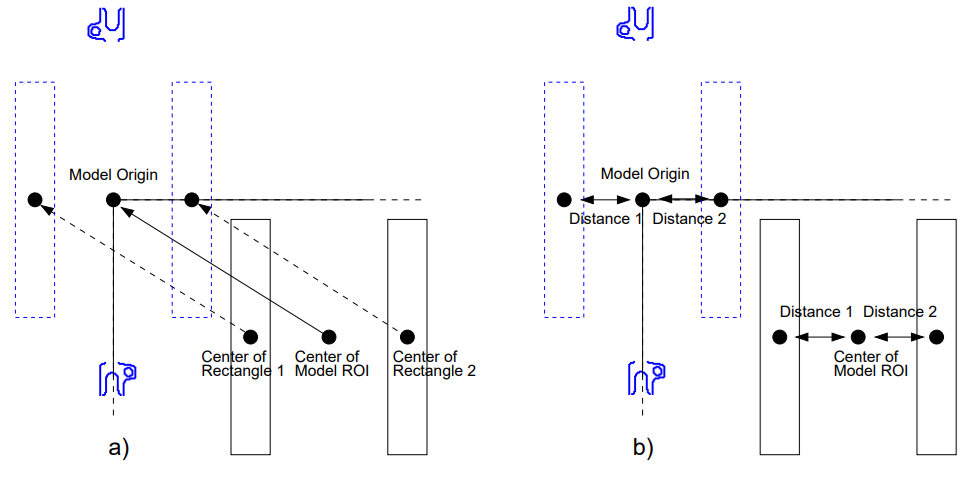 Model Origin
Center of
Rectangle 1
Center of
Model ROI
Center of
Rectangle 2
a)
Model Origin
Distance 1
Distance 2
Distance 1
Distance 2
Center of
Model ROI
b)